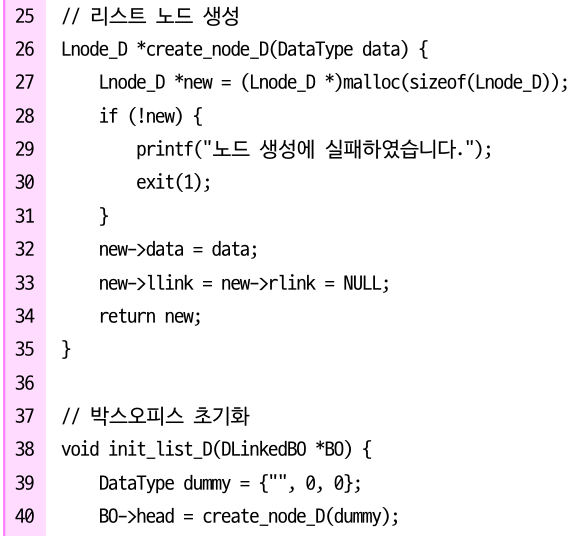 25 // 리스트 노드 생성
26 Lnode_D *create_node_D(DataType data) {
27     Lnode_D *new = (Lnode_D *)malloc(sizeof(Lnode_D));
28     if (!new) {
29         printf("노드 생성에 실패하였습니다.");
30         exit(1);
31     }
32     new->data = data;
33     new->llink = new->rlink = NULL;
34     return new;
35 }
36
37 // 박스오피스 초기화
38 void init_list_D(DLinkedBO *BO) {
39     DataType dummy = {"", 0, 0};
40     BO->head = create_node_D(dummy);